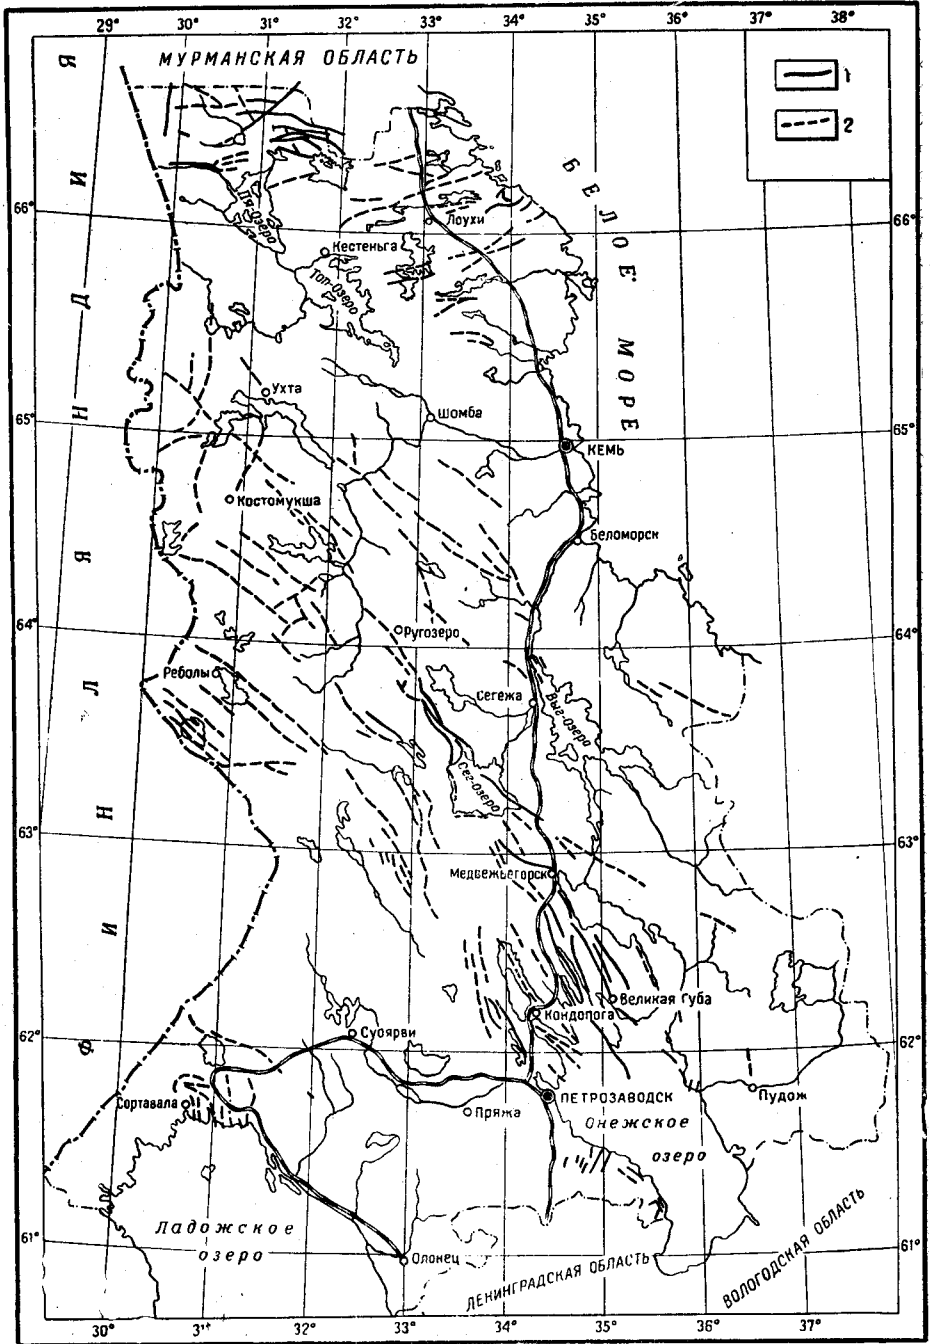 29° 30° 31° 32° 33° 34° 35° 36° 37° 38°
МУРМАНСКАЯ ОБЛАСТЬ
1
2
ФИНЛЯНДИЯ
БЕЛОЕ МОРЕ
66° 66°
Пя-Озеро
Лоухи
Кестеньга
Топ-Озеро
Ухта
65° 65°
Шомба
КЕМЬ
Костомукша
Беломорск
64° 64°
Ругозеро
Реболы
Сегежа
Выг-Озеро
Сег-Озеро
63° 63°
Медвежьегорск
Великая Губа
Кондопога
62° 62°
Суоярви
Сортавала
ПЕТРОЗАВОДСК
Пудож
Пряжа
Онежское
озеро
Ладожское
озеро
61° 61°
Олонец
ЛЕНИНГРАДСКАЯ ОБЛАСТЬ
ВОЛОГОДСКАЯ ОБЛАСТЬ
30° 31° 32° 33° 34° 35° 36° 37°